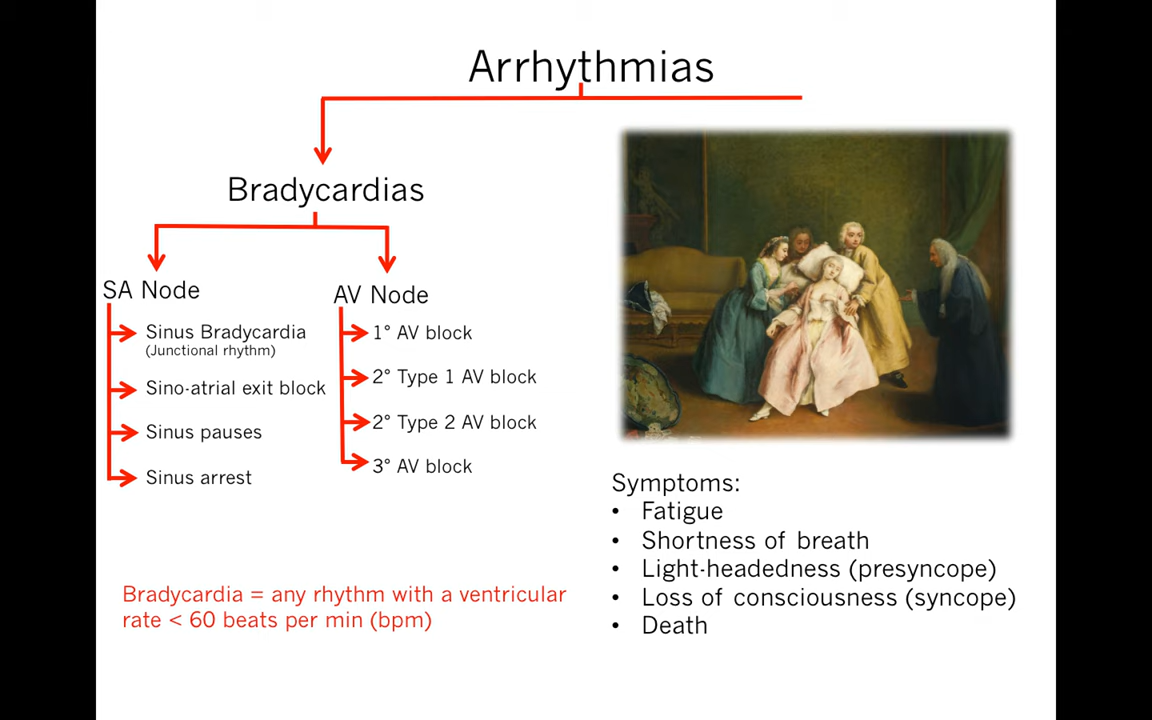 Arrhythmias
Bradycardias
SA Node
Sinus Bradycardia
(Junctional rhythm)
Sino-atrial exit block
Sinus pauses
Sinus arrest
AV Node
1° AV block
2° Type 1 AV block
2° Type 2 AV block
3° AV block
Bradycardia = any rhythm with a ventricular
rate < 60 beats per min (bpm)
Symptoms:
• Fatigue
• Shortness of breath
• Light-headedness (presyncope)
• Loss of consciousness (syncope)
• Death